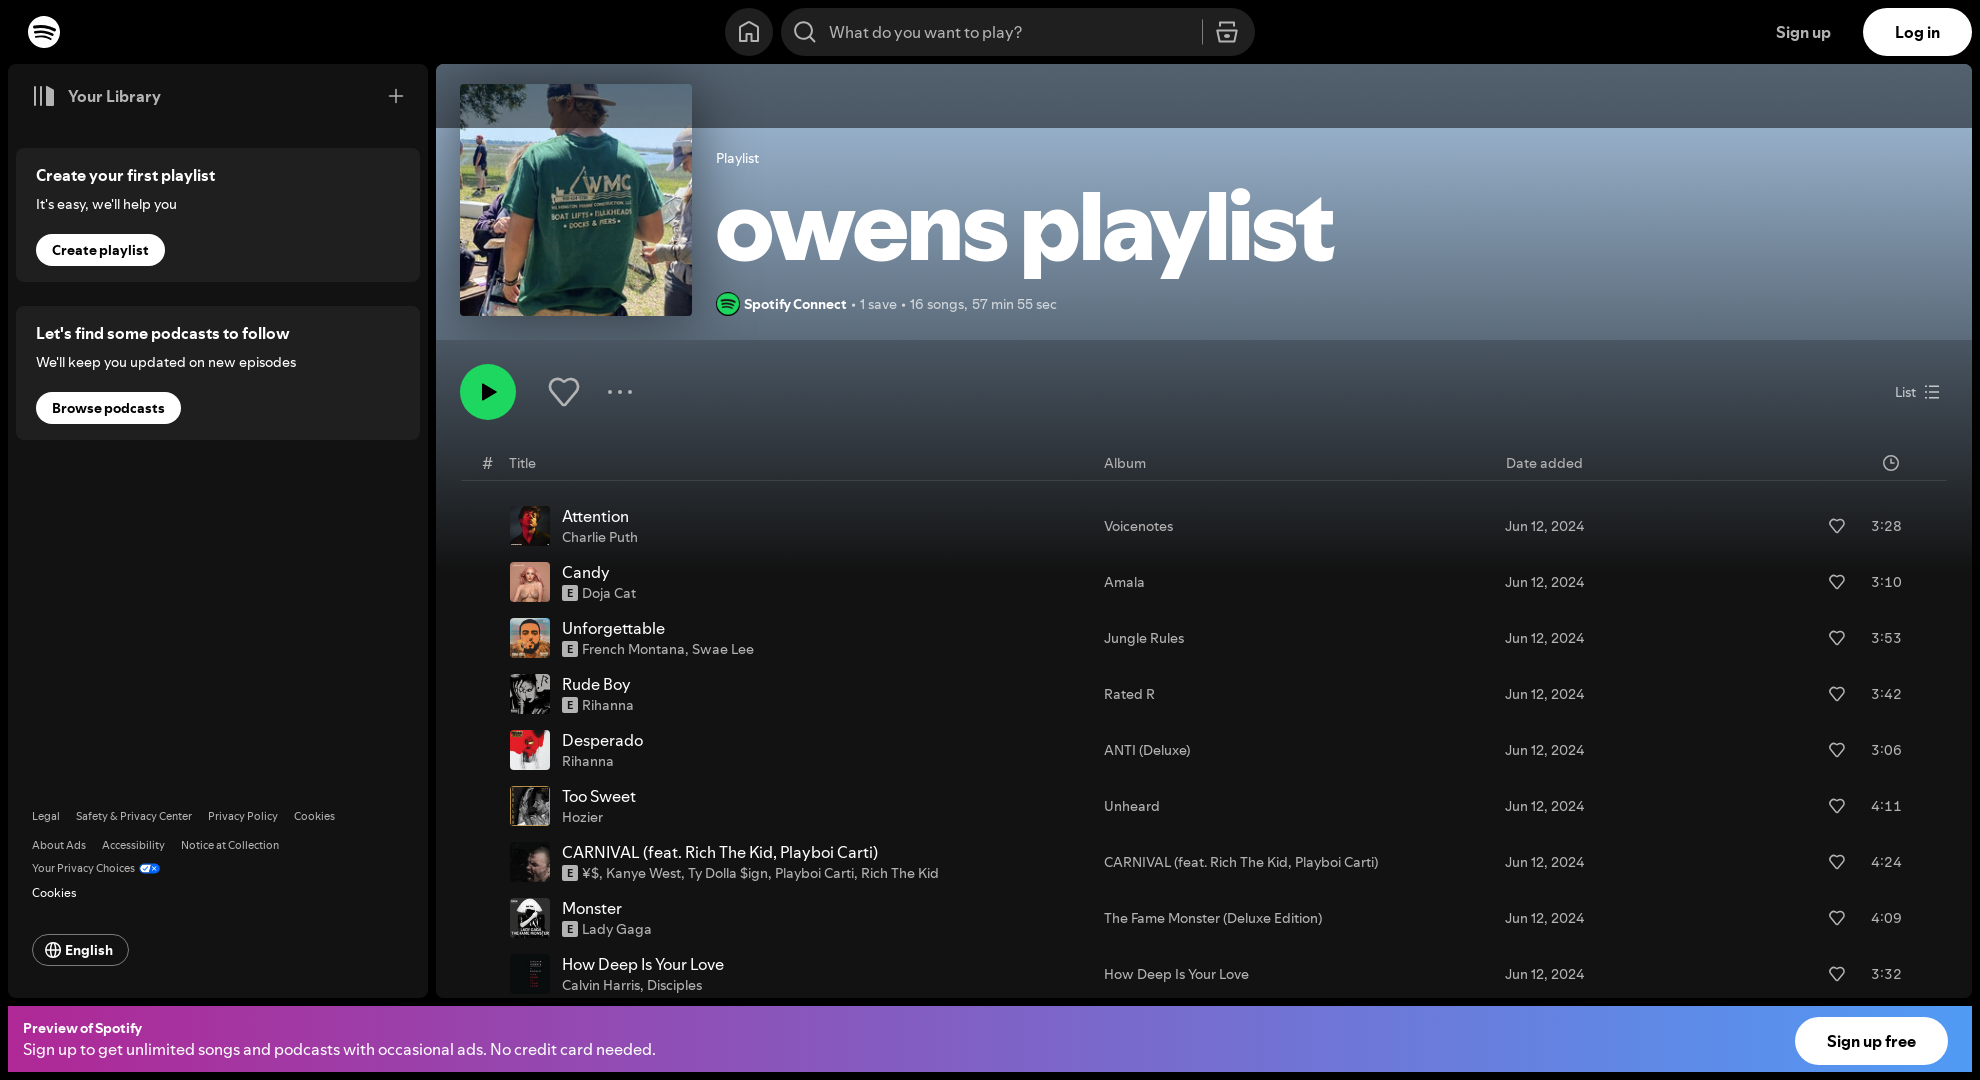 What do you want to play?
Sign up
Log in
Your Library
Create your first playlist
It's easy, we'll help you
Create playlist
Let's find some podcasts to follow
We'll keep you updated on new episodes
Browse podcasts
Legal Safety & Privacy Center Privacy Policy Cookies
About Ads Accessibility Notice at Collection
Your Privacy Choices
Cookies
English
WMC
BOAT LIFTS • BULKHEADS
• DOCKS & PIERS •
Playlist
owens playlist
Spotify Connect • 1 save • 16 songs, 57 min 55 sec
List
# Title Album Date added
Attention
Charlie Puth
Voicenotes Jun 12, 2024 3:28
Candy
E Doja Cat
Amala Jun 12, 2024 3:10
Unforgettable
E French Montana, Swae Lee
Jungle Rules Jun 12, 2024 3:53
Rude Boy
E Rihanna
Rated R Jun 12, 2024 3:42
Desperado
Rihanna
ANTI (Deluxe) Jun 12, 2024 3:06
Too Sweet
Hozier
Unheard Jun 12, 2024 4:11
CARNIVAL (feat. Rich The Kid, Playboi Carti)
E ¥$, Kanye West, Ty Dolla $ign, Playboi Carti, Rich The Kid
CARNIVAL (feat. Rich The Kid, Playboi Carti) Jun 12, 2024 4:24
Monster
E Lady Gaga
The Fame Monster (Deluxe Edition) Jun 12, 2024 4:09
How Deep Is Your Love
Calvin Harris, Disciples
How Deep Is Your Love Jun 12, 2024 3:32
Preview of Spotify
Sign up to get unlimited songs and podcasts with occasional ads. No credit card needed.
Sign up free